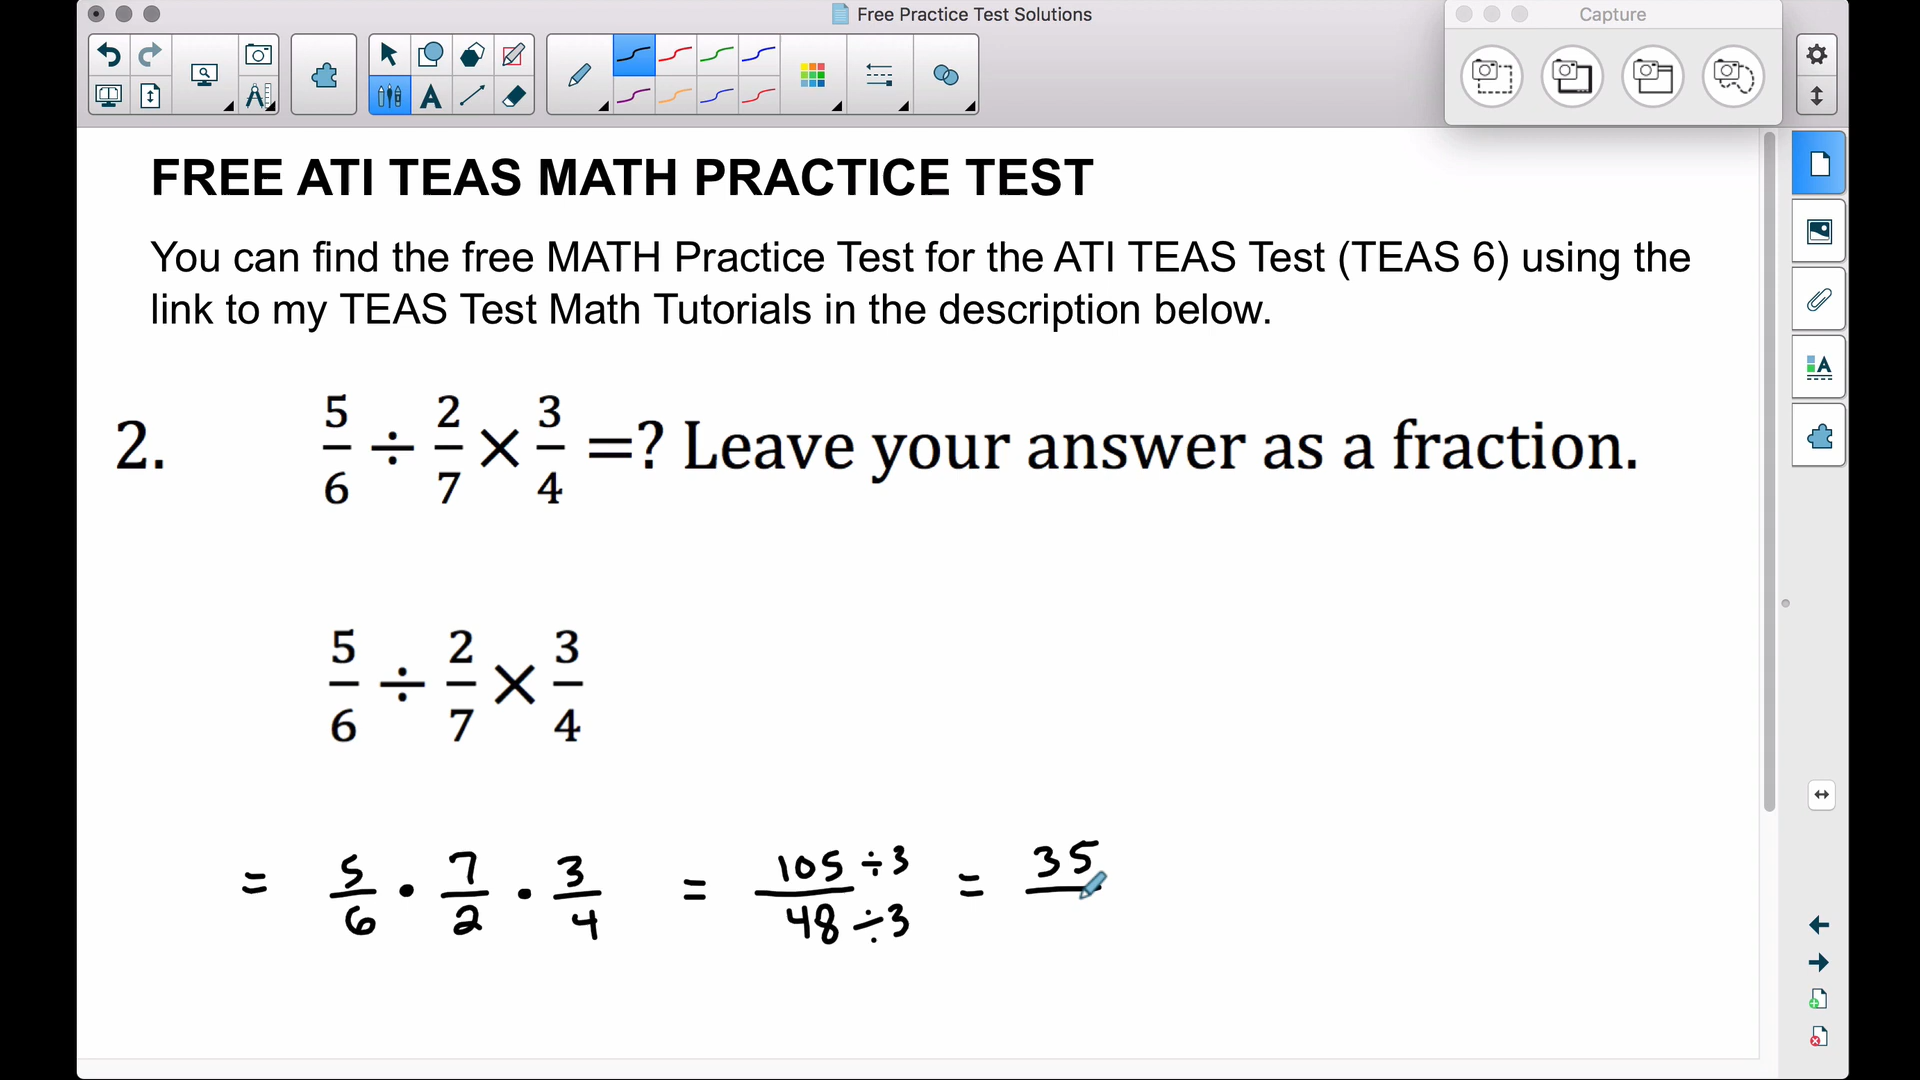 Free Practice Test Solutions
Capture
FREE ATI TEAS MATH PRACTICE TEST
You can find the free MATH Practice Test for the ATI TEAS Test (TEAS 6) using the
link to my TEAS Test Math Tutorials in the description below.
2. 5/6 ÷ 2/7 × 3/4 =? Leave your answer as a fraction.
5/6 ÷ 2/7 × 3/4
= 5/6 • 7/2 • 3/4 = 105 ÷3 / 48 ÷3 = 35